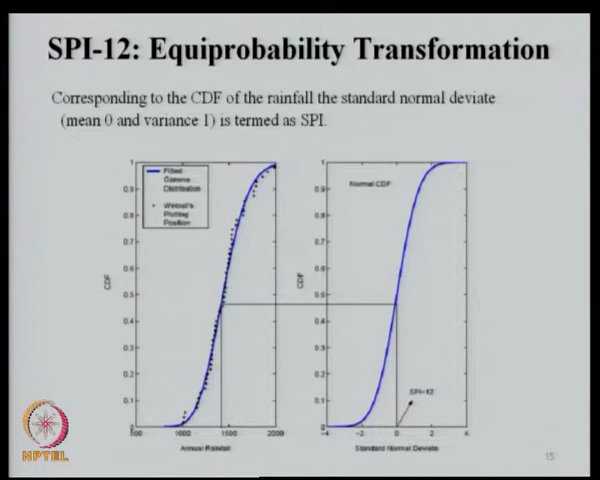 SPI-12: Equiprobability Transformation
Corresponding to the CDF of the rainfall the standard normal deviate
(mean 0 and variance 1) is termed as SPI.
Fitted
Gamma
Distribution
Weibull's
Plotting
Position
CDF
1
0.9
0.8
0.7
0.6
0.5
0.4
0.3
0.2
0.1
0
500
1000
1500
2000
Annual Rainfall
Normal CDF
CDF
1
0.9
0.8
0.7
0.6
0.5
0.4
0.3
0.2
0.1
0
-4
-2
0
2
4
SPI-12
Standard Normal Deviate
NPTEL
15